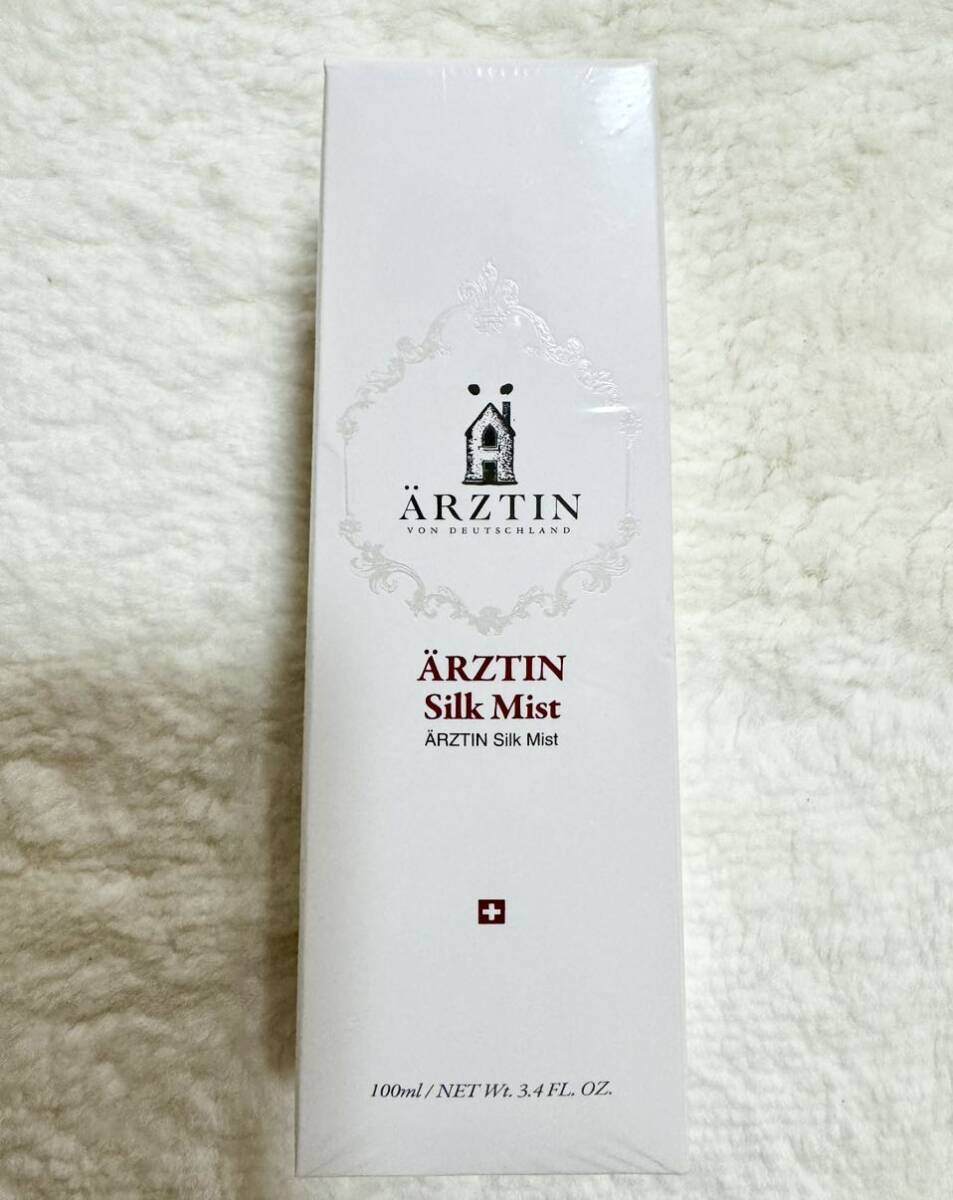 ÄRZTIN
VON DEUTSCHLAND
ÄRZTIN
Silk Mist
ÄRZTIN Silk Mist
100ml / NET Wt. 3.4 FL. OZ.